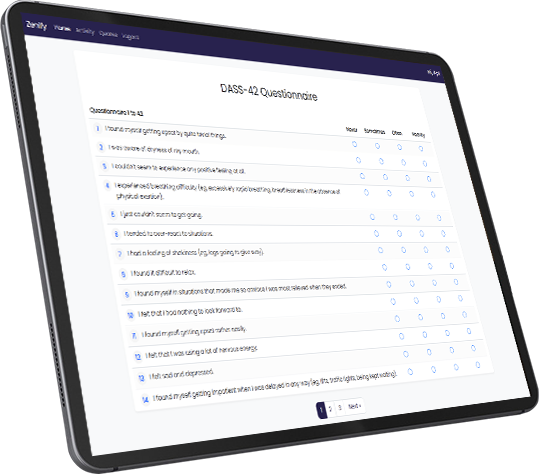 Zenify Home Activity Quotes Logout
Hi, Api
DASS-42 Questionnaire
Questionnaire 1 to 42
Never Sometimes Often Always
1 I found myself getting upset by quite trivial things.
2 I was aware of dryness of my mouth.
3 I couldn't seem to experience any positive feeling at all.
4 I experienced breathing difficulty (eg, excessively rapid breathing, breathlessness in the absence of
physical exertion).
5 I just couldn't seem to get going.
6 I tended to over-react to situations.
7 I had a feeling of shakiness (eg, legs going to give way).
8 I found it difficult to relax.
9 I found myself in situations that made me so anxious I was most relieved when they ended.
10 I felt that I had nothing to look forward to.
11 I found myself getting upset rather easily.
12 I felt that I was using a lot of nervous energy.
13 I felt sad and depressed.
14 I found myself getting impatient when I was delayed in any way (eg, lifts, traffic lights, being kept waiting).
1 2 3 Next »